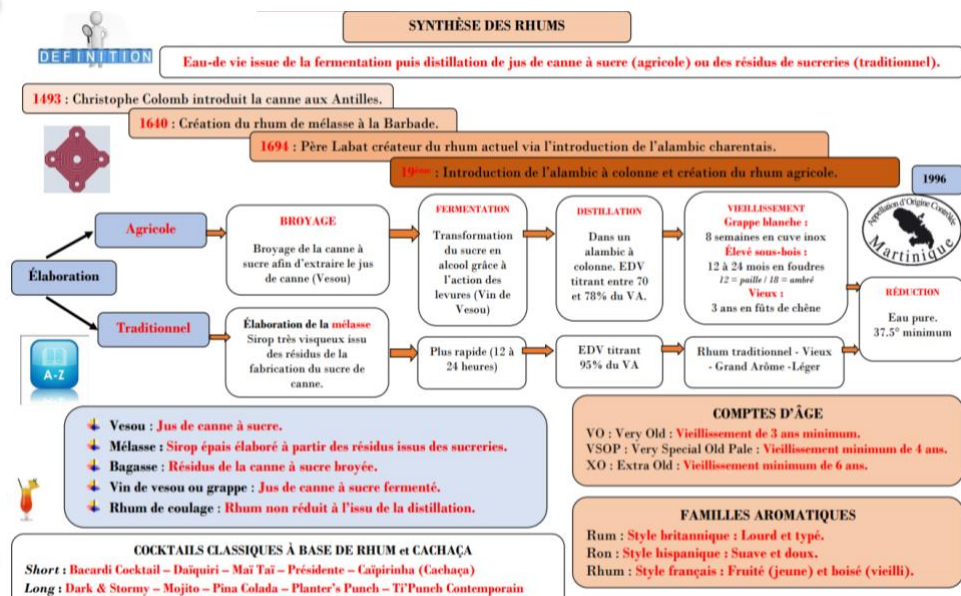 SYNTHÈSE DES RHUMS
DEFINITION
Eau-de vie issue de la fermentation puis distillation de jus de canne à sucre (agricole) ou des résidus de sucreries (traditionnel).
1493 : Christophe Colomb introduit la canne aux Antilles.
1640 : Création du rhum de mélasse à la Barbade.
1694 : Père Labat créateur du rhum actuel via l'introduction de l'alambic charentais.
19ème : Introduction de l'alambic à colonne et création du rhum agricole.
1996
Appellation d'Origine Contrôlée
Martinique
Élaboration
Agricole
BROYAGE
Broyage de la canne à
sucre afin d'extraire le jus
de canne (Vesou)
FERMENTATION
Transformation
du sucre en
alcool grâce à
l'action des
levures (Vin de
Vesou)
DISTILLATION
Dans un
alambic à
colonne. EDV
titrant entre 70
et 78% du VA.
VIEILLISSEMENT
Grappe blanche :
8 semaines en cuve inox
Élevé sous-bois :
12 à 24 mois en foudres
12 = paille / 18 = ambré
Vieux :
3 ans en fûts de chêne
RÉDUCTION
Eau pure.
37.5° minimum
Traditionnel
Élaboration de la mélasse
Sirop très visqueux issu
des résidus de la
fabrication du sucre de
canne.
Plus rapide (12 à
24 heures)
EDV titrant
95% du VA
Rhum traditionnel - Vieux
- Grand Arôme -Léger
A-Z
Vesou : Jus de canne à sucre.
Mélasse : Sirop épais élaboré à partir des résidus issus des sucreries.
Bagasse : Résidus de la canne à sucre broyée.
Vin de vesou ou grappe : Jus de canne à sucre fermenté.
Rhum de coulage : Rhum non réduit à l'issu de la distillation.
COMPTES D'ÂGE
VO : Very Old : Vieillissement de 3 ans minimum.
VSOP : Very Special Old Pale : Vieillissement minimum de 4 ans.
XO : Extra Old : Vieillissement minimum de 6 ans.
FAMILLES AROMATIQUES
Rum : Style britannique : Lourd et typé.
Ron : Style hispanique : Suave et doux.
Rhum : Style français : Fruité (jeune) et boisé (vieilli).
COCKTAILS CLASSIQUES À BASE DE RHUM et CACHAÇA
Short : Bacardi Cocktail – Daïquiri – Maï Taï – Présidente – Caïpirinha (Cachaça)
Long : Dark & Stormy – Mojito – Pina Colada – Planter's Punch – Ti'Punch Contemporain